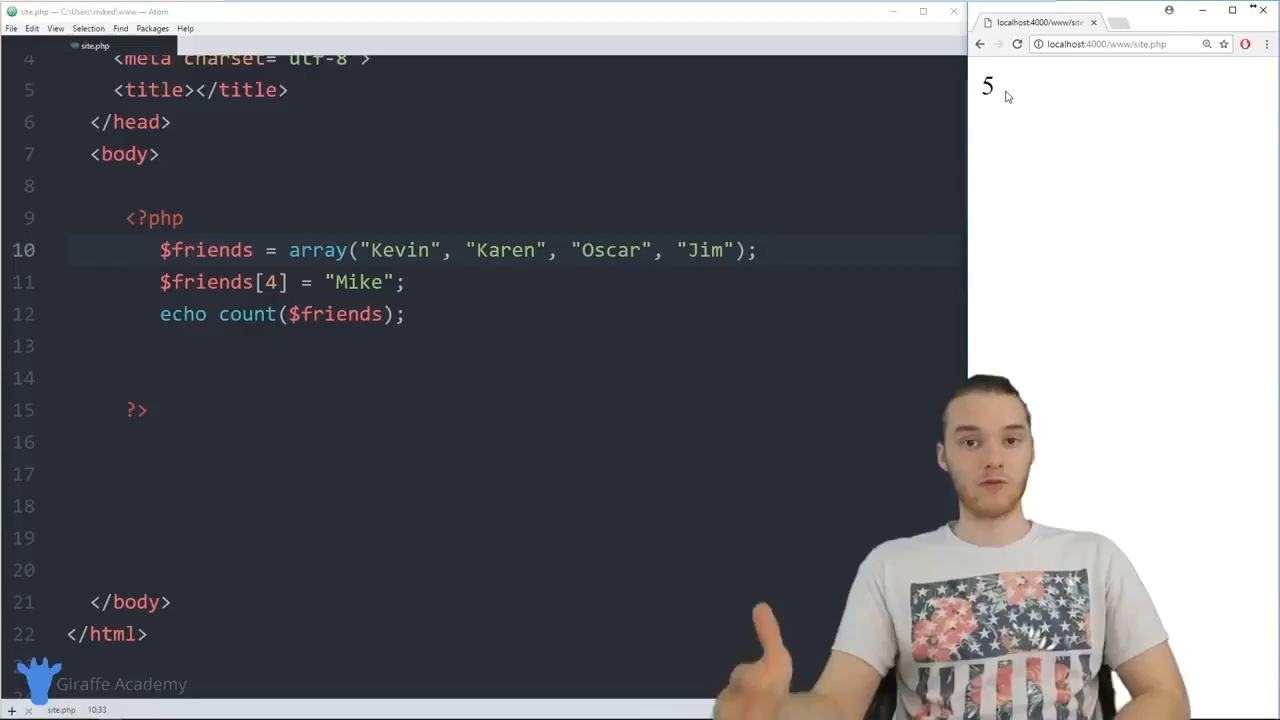 site.php — C:\Users\miked\www — Atom
File Edit View Selection Find Packages Help
site.php
4 <meta charset="utf-8">
5 <title></title>
6 </head>
7 <body>
8
9 <?php
10 $friends = array("Kevin", "Karen", "Oscar", "Jim");
11 $friends[4] = "Mike";
12 echo count($friends);
13
14
15 ?>
16
17
18
19
20
21 </body>
22 </html>
Giraffe Academy
site.php 10:33
localhost:4000/www/site
localhost:4000/www/site.php
5